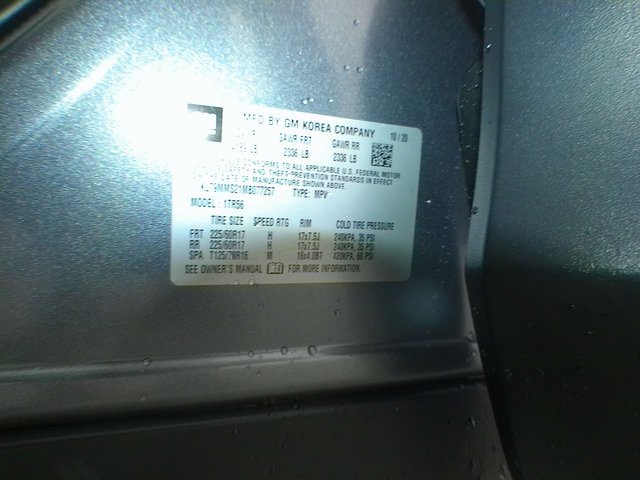 MFD BY GM KOREA COMPANY 10/20
GAWR FRT GAWR RR
LB 2336 LB 2336 LB
CONFORMS TO ALL APPLICABLE U.S. FEDERAL MOTOR
AND THEFT PREVENTION STANDARDS IN EFFECT
OF MANUFACTURE SHOWN ABOVE.
TYPE: MPV
MODEL: 1TR56
TIRE SIZE SPEED RTG RIM COLD TIRE PRESSURE
FRT 225/60R17 H 17x7.5J 240KPA, 35 PSI
RR 225/60R17 H 17x7.5J 240KPA, 35 PSI
SPA T125/70R16 M 16x4.0BT 420KPA, 60 PSI
SEE OWNER'S MANUAL FOR MORE INFORMATION.